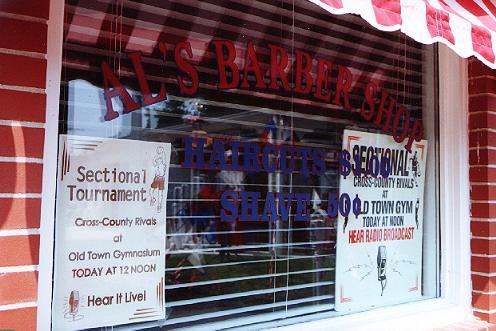 AL'S BARBER SHOP
HAIRCUTS $1.00
SHAVE 50¢
Sectional
Tournament
Cross-County Rivals
at
Old Town Gymnasium
TODAY AT 12 NOON
Hear It Live!
SECTIONAL
CROSS-COUNTY RIVALS
AT
OLD TOWN GYM
TODAY AT NOON
HEAR RADIO BROADCAST